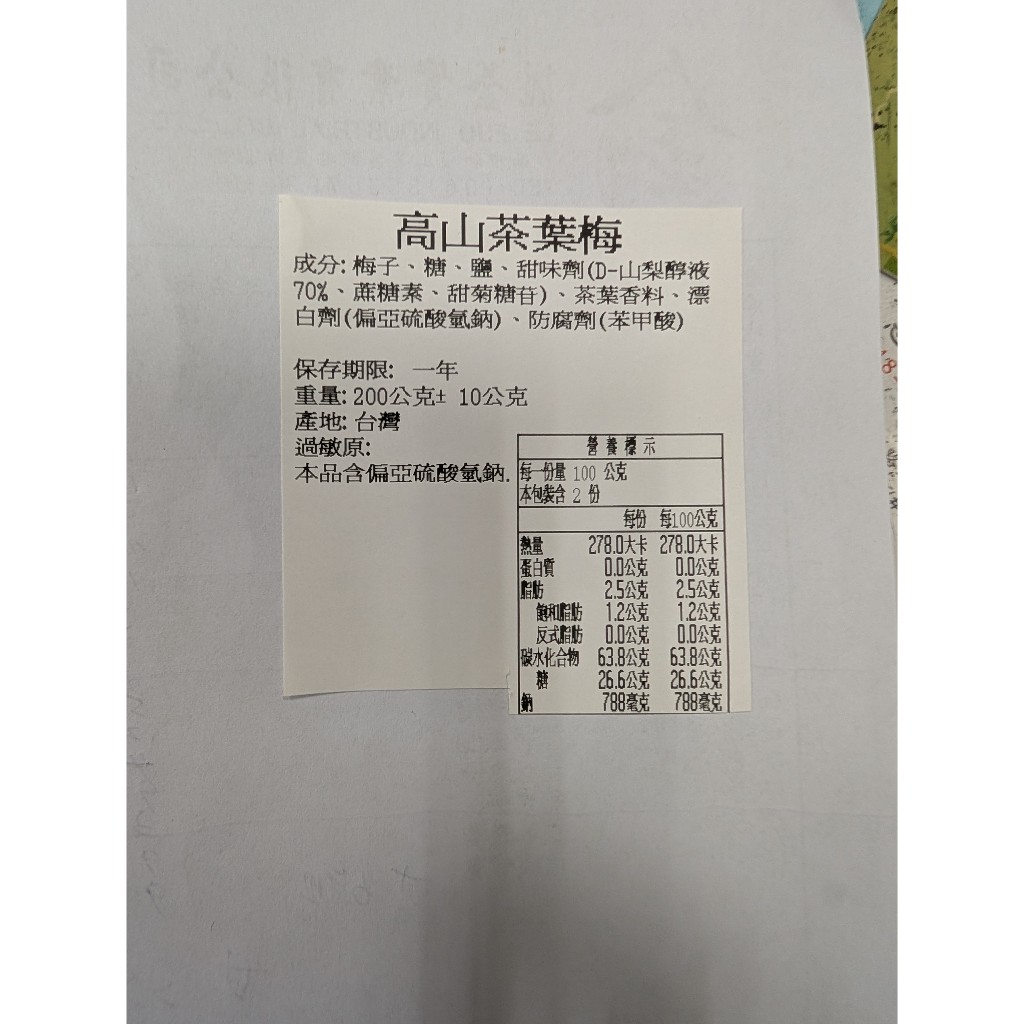 高山茶葉梅
成分: 梅子、糖、鹽、甜味劑(D-山梨醇液
70%、蔗糖素、甜菊糖苷)、茶葉香料、漂
白劑(偏亞硫酸氫鈉)、防腐劑(苯甲酸)
保存期限: 一年
重量: 200公克± 10公克
產地: 台灣
過敏原:
本品含偏亞硫酸氫鈉.
營養標示
每一份量 100 公克
本包裝含 2 份
每份 每100公克
熱量 278.0大卡 278.0大卡
蛋白質 0.0公克 0.0公克
脂肪 2.5公克 2.5公克
飽和脂肪 1.2公克 1.2公克
反式脂肪 0.0公克 0.0公克
碳水化合物 63.8公克 63.8公克
糖 26.6公克 26.6公克
鈉 788毫克 788毫克